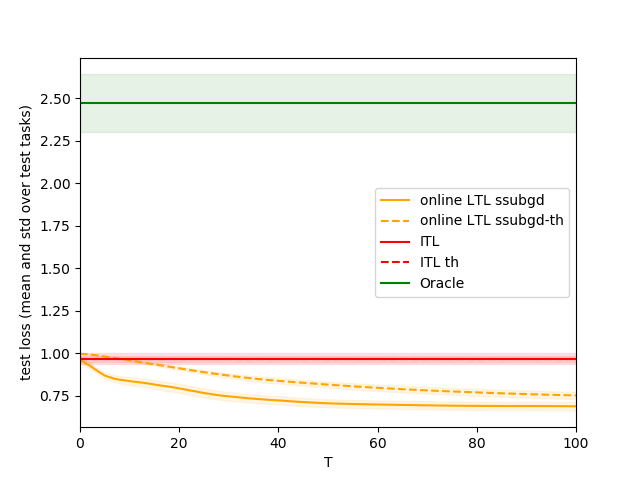 2.50
2.25
2.00
1.75
1.50
1.25
1.00
0.75
test loss (mean and std over test tasks)
online LTL ssubgd
online LTL ssubgd-th
ITL
ITL th
Oracle
0 20 40 60 80 100
T